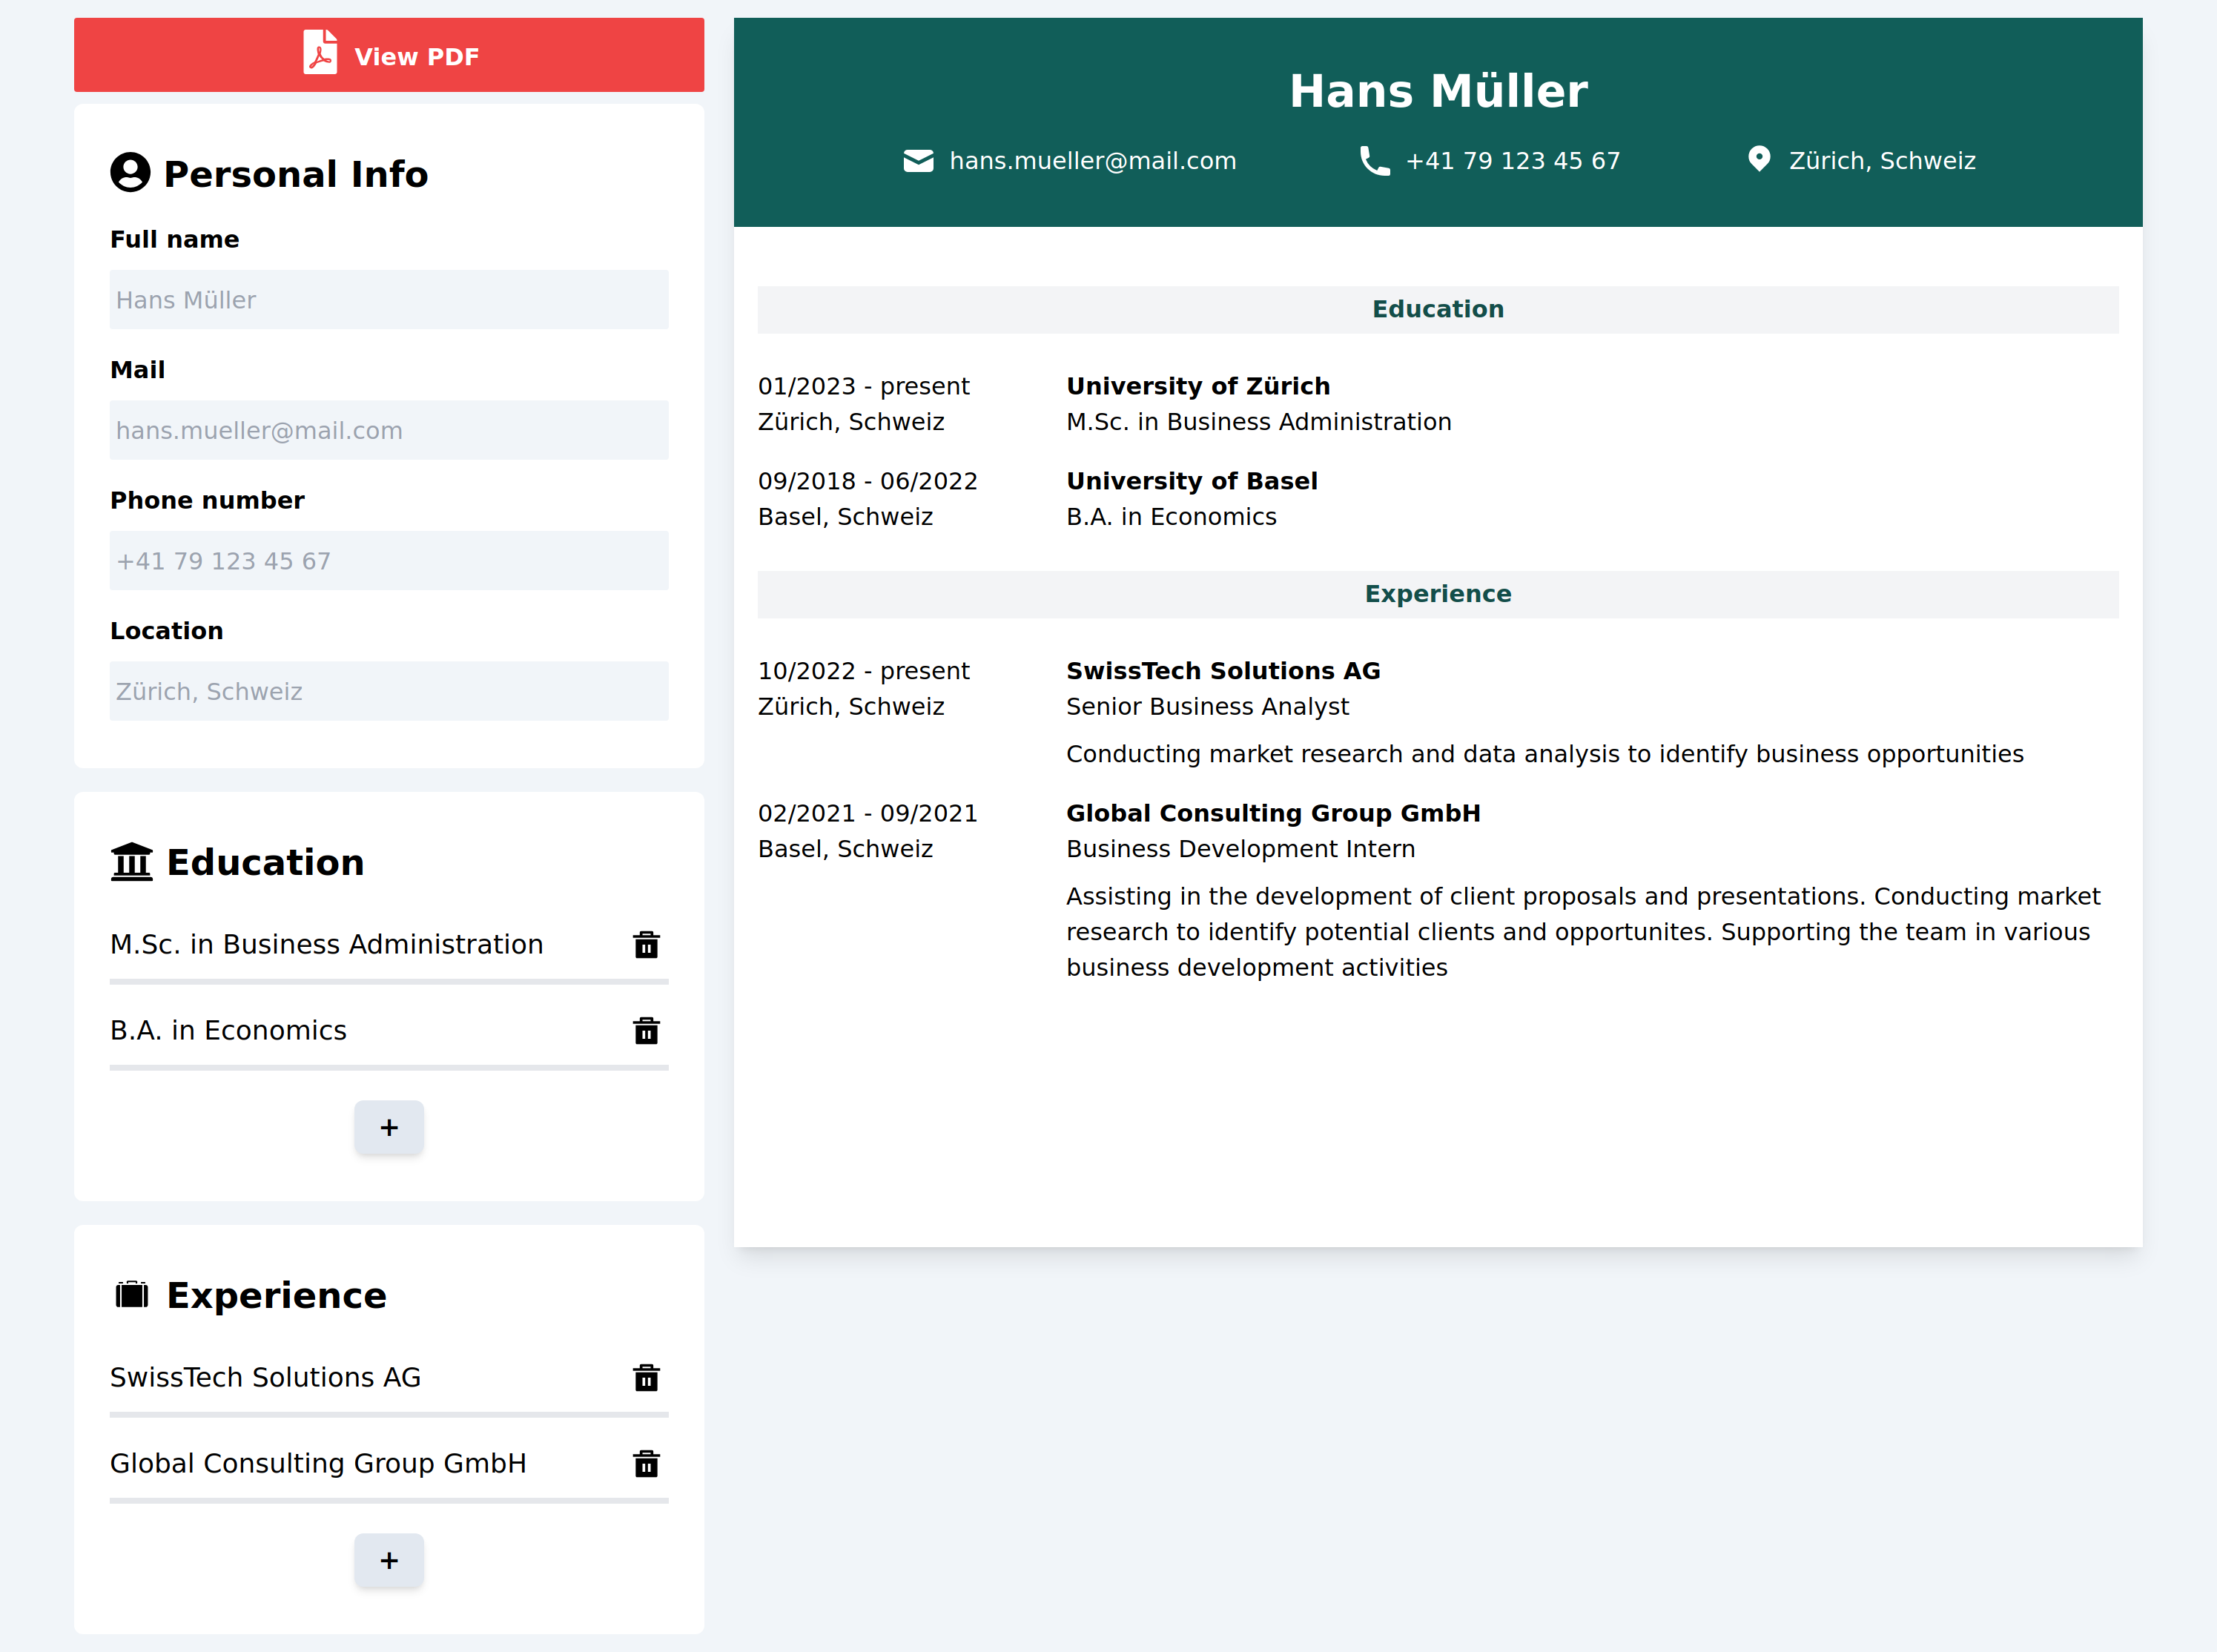 View PDF
Personal Info
Full name
Hans Müller
Mail
hans.mueller@mail.com
Phone number
+41 79 123 45 67
Location
Zürich, Schweiz
Education
M.Sc. in Business Administration
B.A. in Economics
+
Experience
SwissTech Solutions AG
Global Consulting Group GmbH
+
Hans Müller
hans.mueller@mail.com +41 79 123 45 67 Zürich, Schweiz
Education
01/2023 - present University of Zürich
Zürich, Schweiz M.Sc. in Business Administration
09/2018 - 06/2022 University of Basel
Basel, Schweiz B.A. in Economics
Experience
10/2022 - present SwissTech Solutions AG
Zürich, Schweiz Senior Business Analyst
Conducting market research and data analysis to identify business opportunities
02/2021 - 09/2021 Global Consulting Group GmbH
Basel, Schweiz Business Development Intern
Assisting in the development of client proposals and presentations. Conducting market
research to identify potential clients and opportunites. Supporting the team in various
business development activities